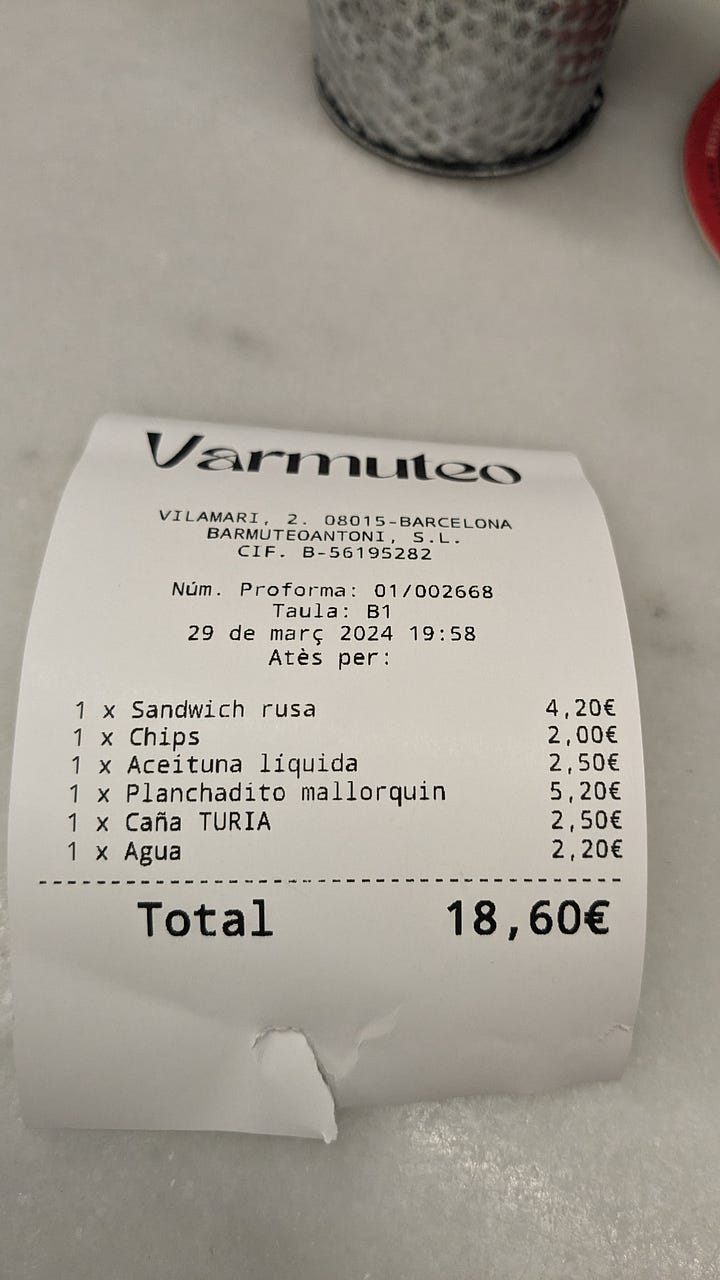 Varmuteo
VILAMARI, 2. 08015-BARCELONA
BARMUTEOANTONI, S.L.
CIF. B-56195282
Núm. Proforma: 01/002668
Taula: B1
29 de març 2024 19:58
Atès per:
1 x Sandwich rusa 4,20€
1 x Chips 2,00€
1 x Aceituna líquida 2,50€
1 x Planchadito mallorquin 5,20€
1 x Caña TURIA 2,50€
1 x Agua 2,20€
Total 18,60€